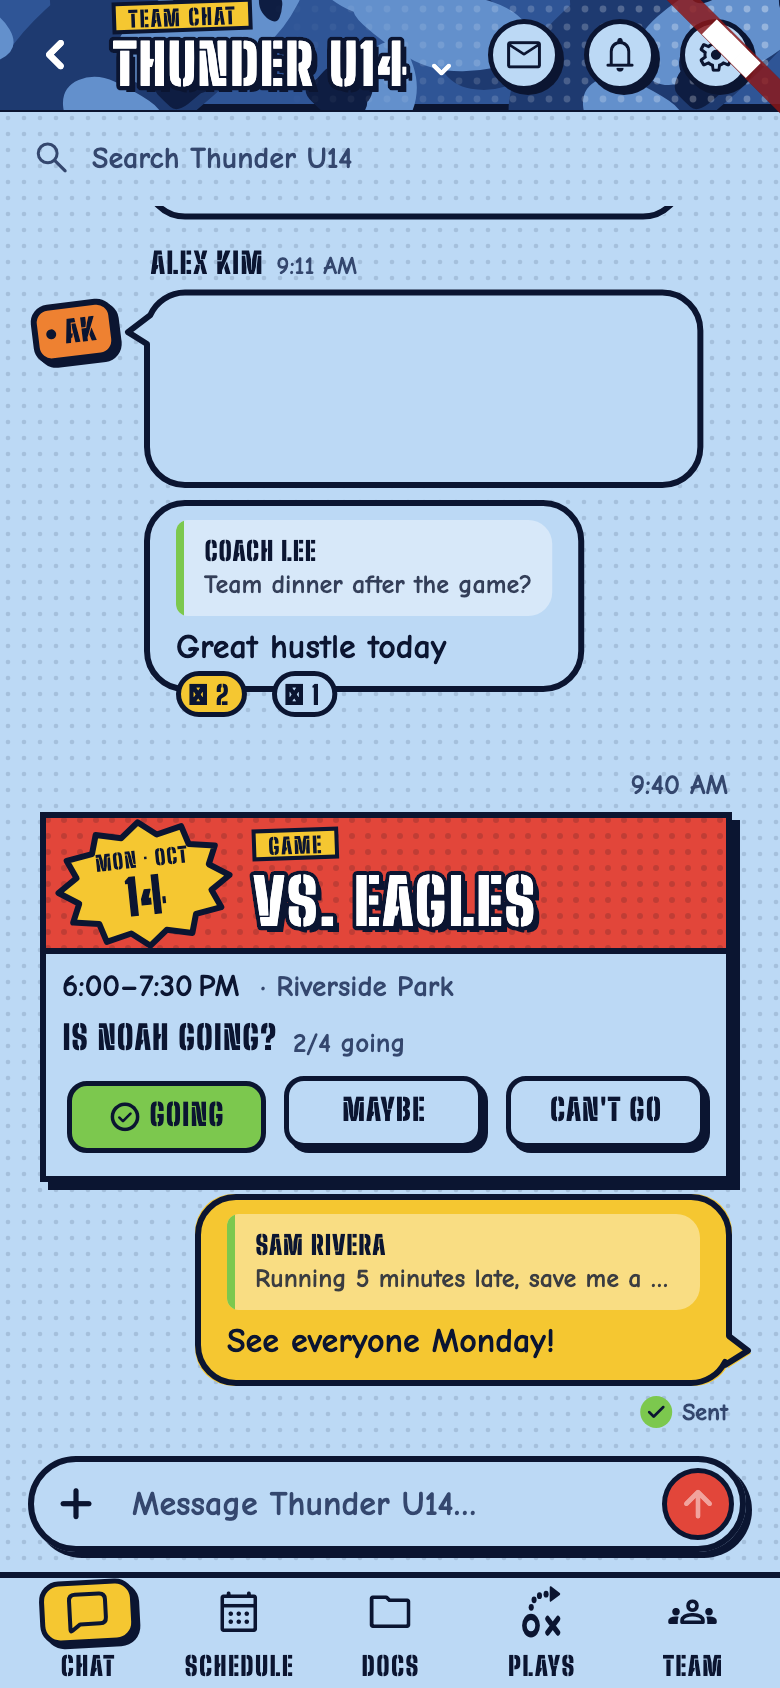 TEAM CHAT
THUNDER U14
Search Thunder U14
ALEX KIM 9:11 AM
AK
COACH LEE
Team dinner after the game?
Great hustle today
2 1
9:40 AM
MON · OCT
14
GAME
VS. EAGLES
6:00–7:30 PM · Riverside Park
IS NOAH GOING? 2/4 going
GOING MAYBE CAN'T GO
SAM RIVERA
Running 5 minutes late, save me a ...
See everyone Monday!
Sent
Message Thunder U14...
CHAT SCHEDULE DOCS PLAYS TEAM